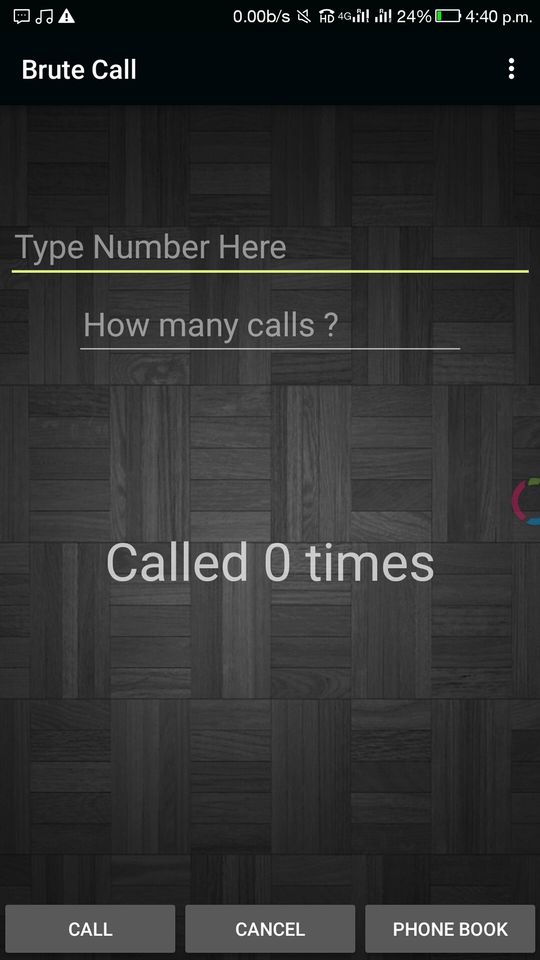 0.00b/s HD 4G 24% 4:40 p.m.
Brute Call
Type Number Here
How many calls ?
Called 0 times
CALL CANCEL PHONE BOOK